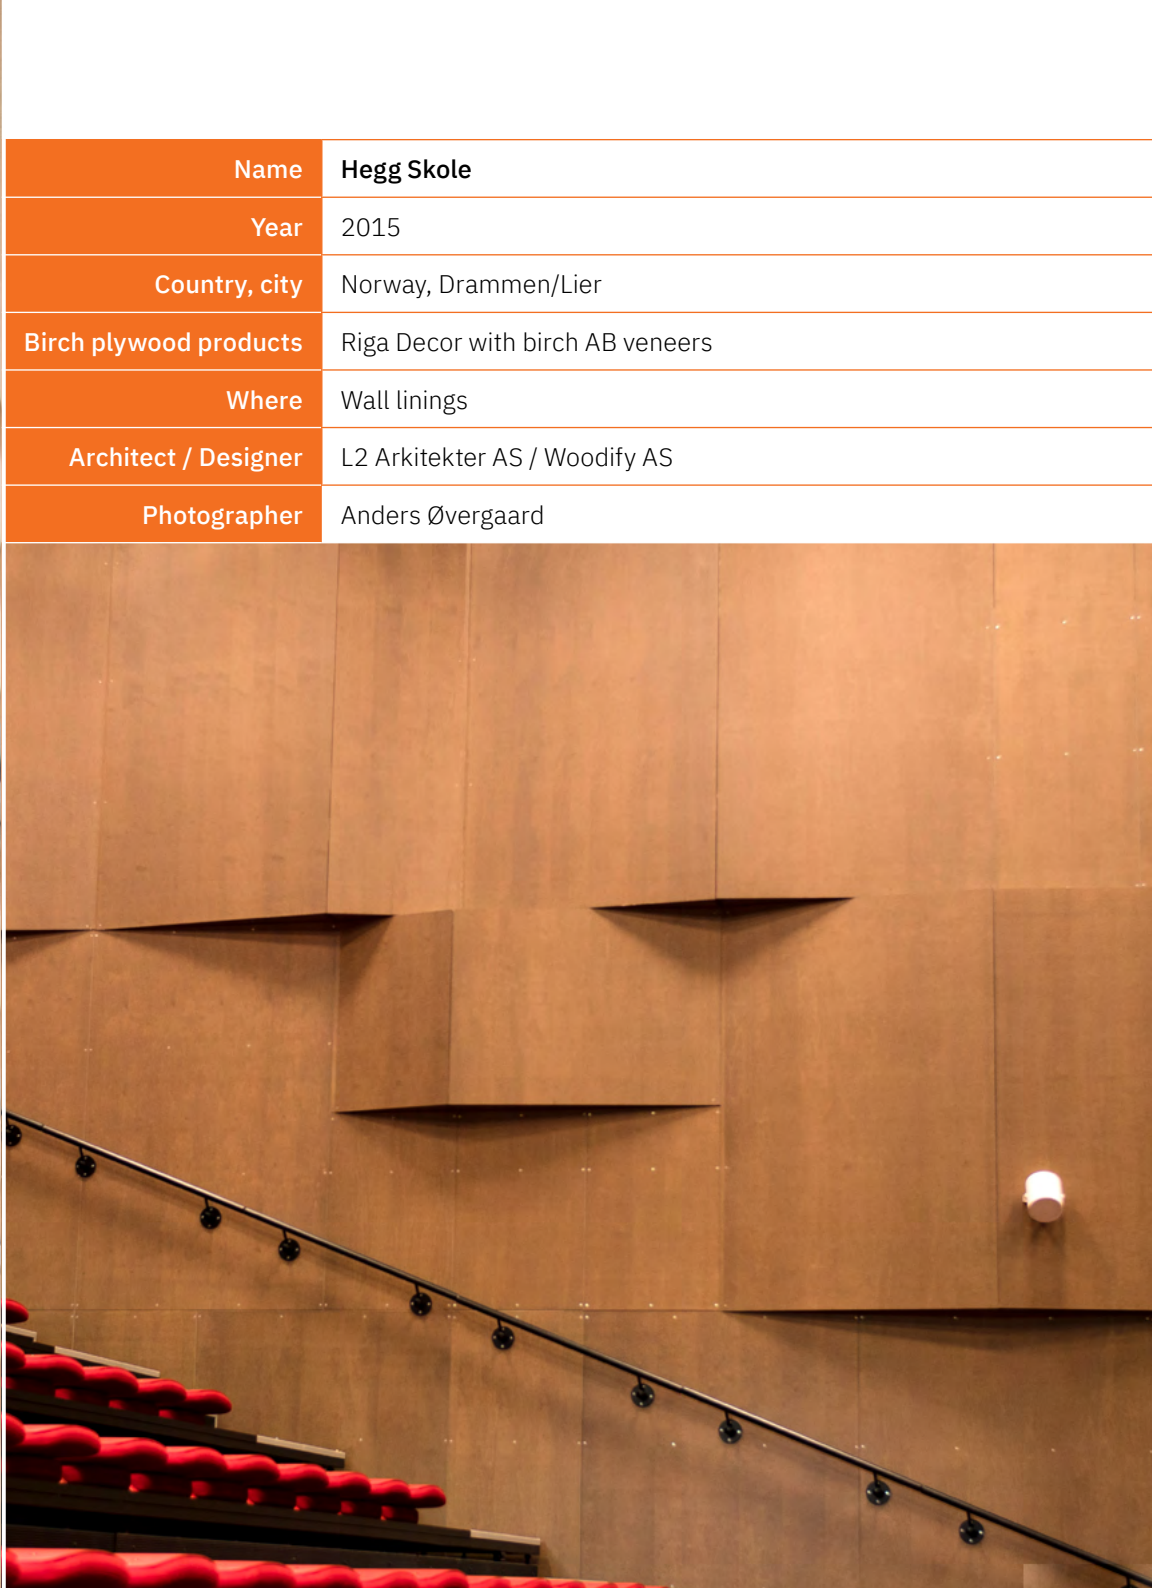 Name Hegg Skole
Year 2015
Country, city Norway, Drammen/Lier
Birch plywood products Riga Decor with birch AB veneers
Where Wall linings
Architect / Designer L2 Arkitekter AS / Woodify AS
Photographer Anders Øvergaard